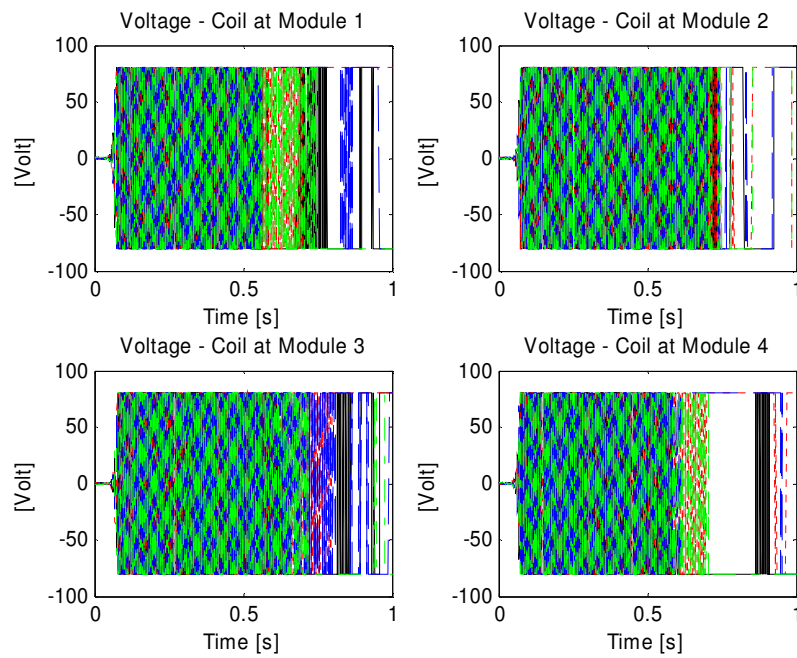 Voltage - Coil at Module 1
Voltage - Coil at Module 2
100
50
0
-50
-100
[Volt]
0
0.5
1
Time [s]
100
50
0
-50
-100
[Volt]
0
0.5
1
Time [s]
Voltage - Coil at Module 3
Voltage - Coil at Module 4
100
50
0
-50
-100
[Volt]
0
0.5
1
Time [s]
100
50
0
-50
-100
[Volt]
0
0.5
1
Time [s]